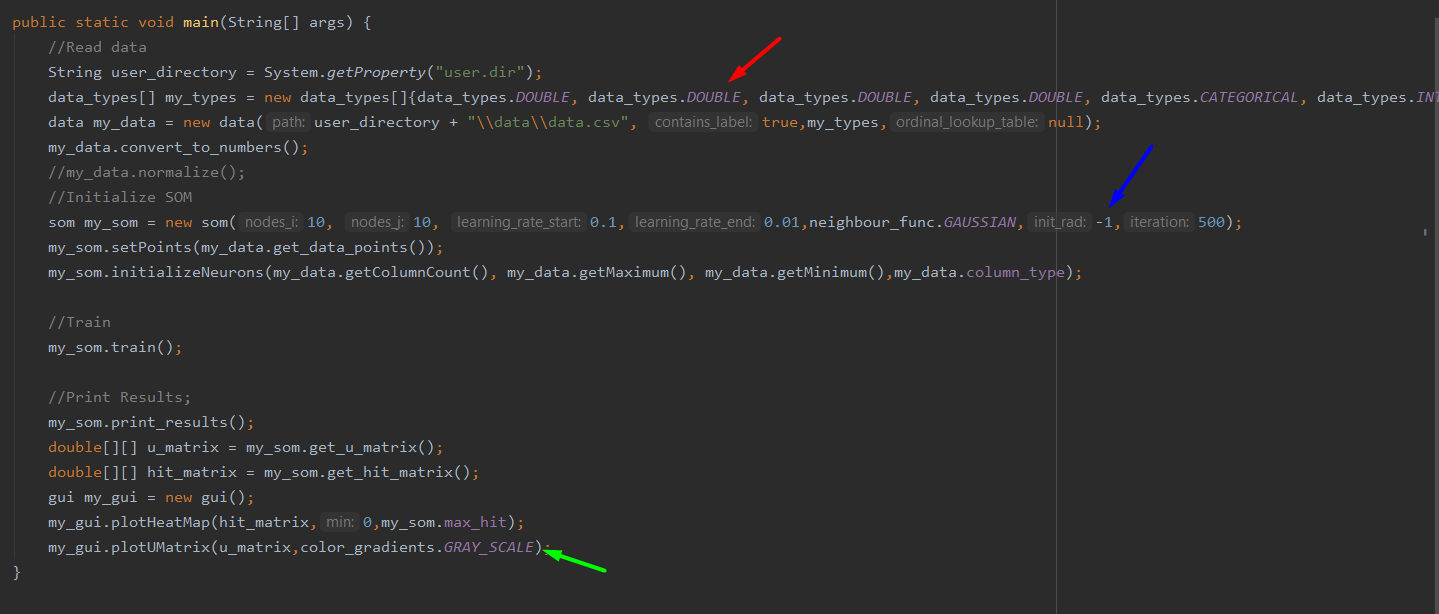 public static void main(String[] args) {
//Read data
String user_directory = System.getProperty("user.dir");
data_types[] my_types = new data_types[]{data_types.DOUBLE, data_types.DOUBLE, data_types.DOUBLE, data_types.DOUBLE, data_types.CATEGORICAL, data_types.INT
data my_data = new data( path: user_directory + "\\data\\data.csv", contains_label: true,my_types, ordinal_lookup_table: null);
my_data.convert_to_numbers();
//my_data.normalize();
//Initialize SOM
som my_som = new som( nodes_i: 10, nodes_j: 10, learning_rate_start: 0.1, learning_rate_end: 0.01,neighbour_func.GAUSSIAN, init_rad: -1, iteration: 500);
my_som.setPoints(my_data.get_data_points());
my_som.initializeNeurons(my_data.getColumnCount(), my_data.getMaximum(), my_data.getMinimum(),my_data.column_type);
//Train
my_som.train();
//Print Results;
my_som.print_results();
double[][] u_matrix = my_som.get_u_matrix();
double[][] hit_matrix = my_som.get_hit_matrix();
gui my_gui = new gui();
my_gui.plotHeatMap(hit_matrix, min: 0,my_som.max_hit);
my_gui.plotUMatrix(u_matrix,color_gradients.GRAY_SCALE);
}